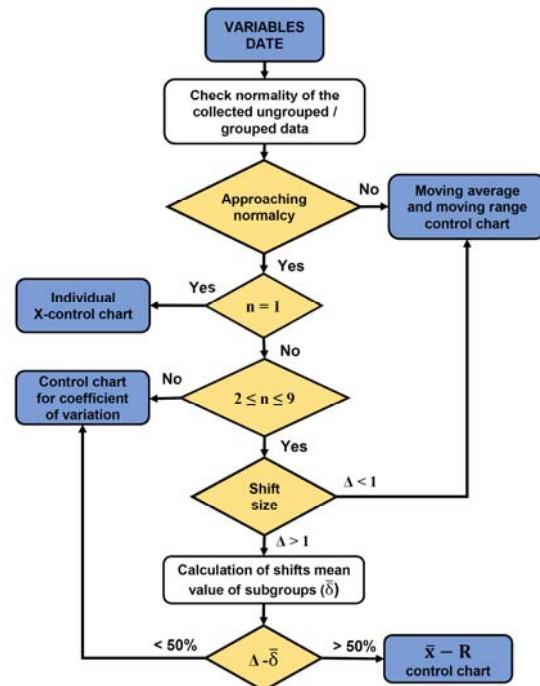 VARIABLES
DATE
Check normality of the
collected ungrouped /
grouped data
Approaching
normalcy
No
Moving average
and moving range
control chart
Yes
Individual
X-control chart
Yes
n = 1
No
Control chart
for coefficient
of variation
No
2 ≤ n ≤ 9
Yes
Shift
size
Δ < 1
Δ > 1
Calculation of shifts mean
value of subgroups (δ̄)
< 50%
Δ -δ̄
> 50%
x̄ − R
control chart